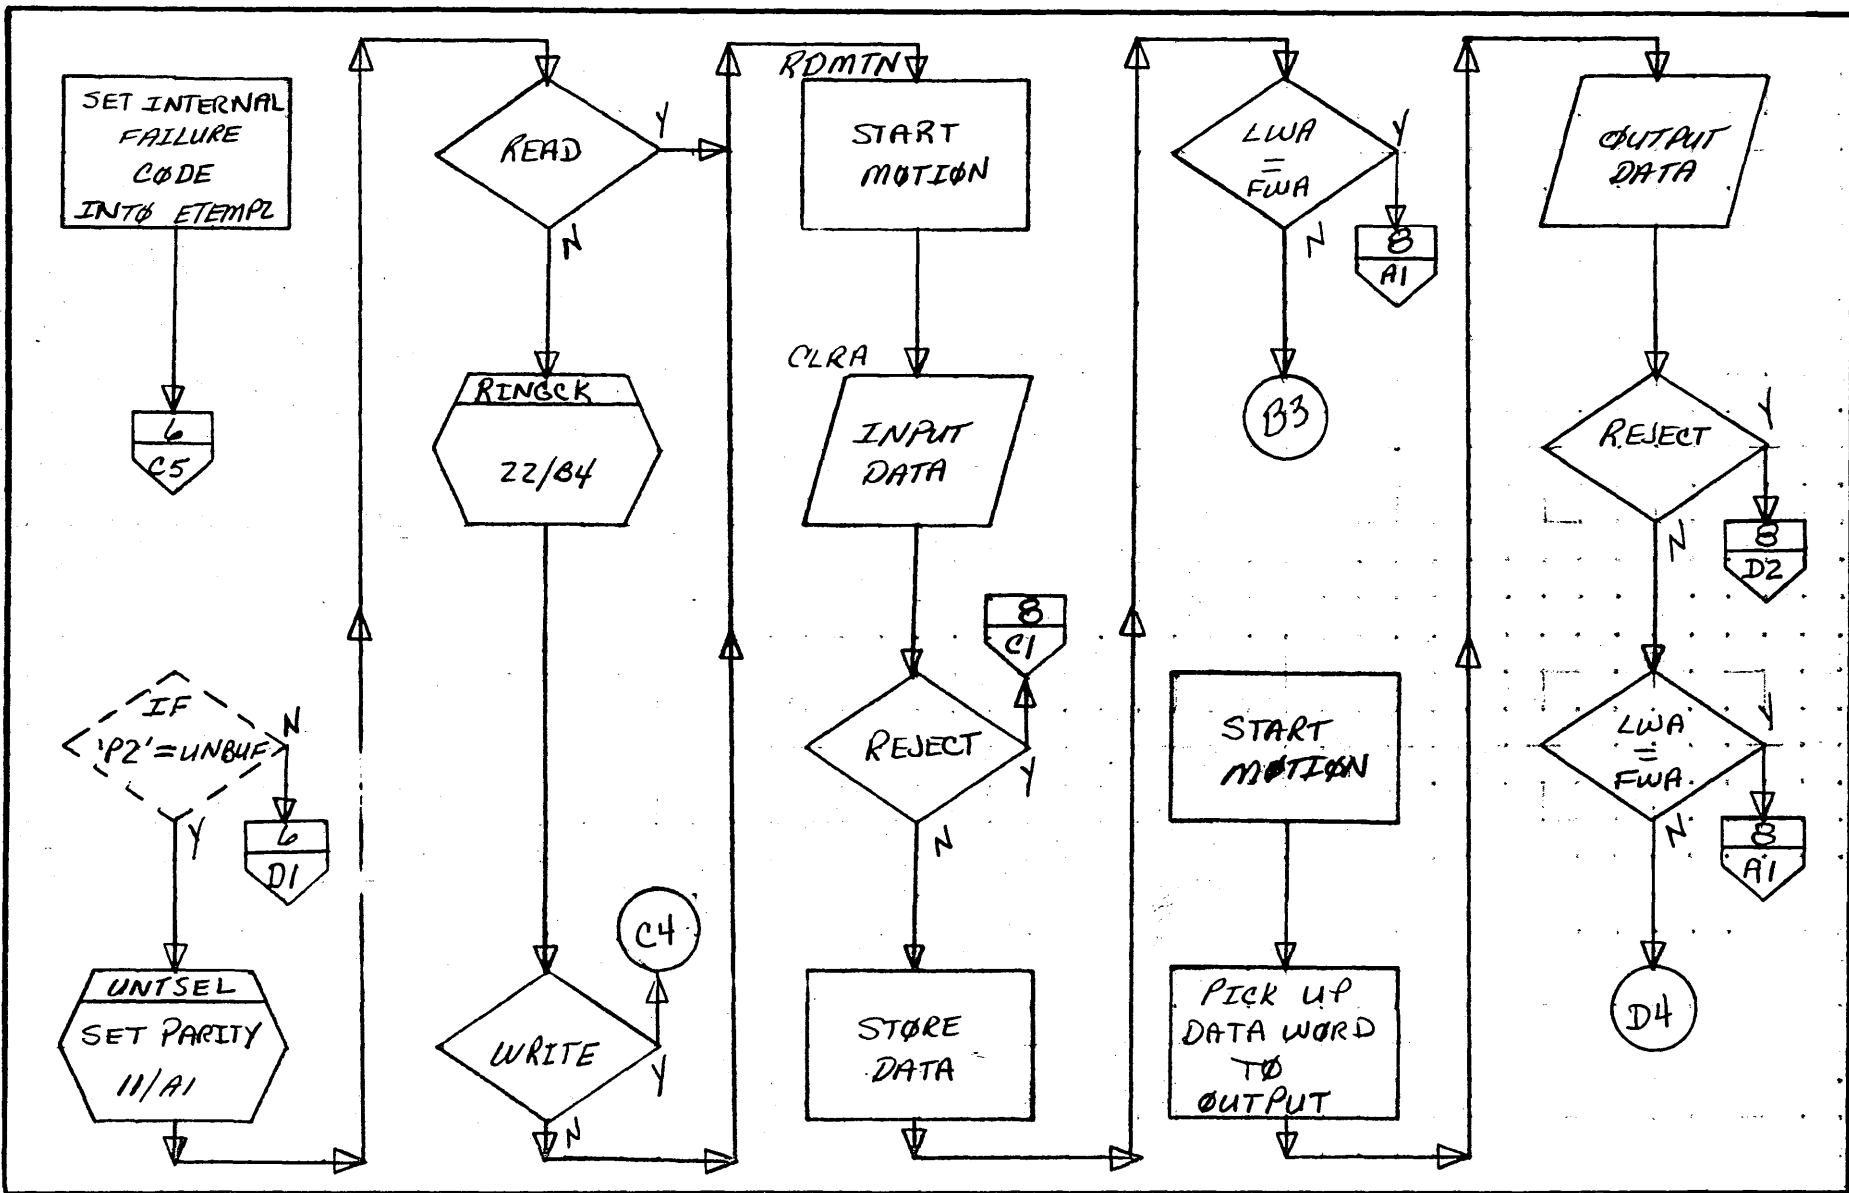 SET INTERNAL
FAILURE
CØDE
INTØ ETEMP2
6
C5
IF
'P2'=UNBUF
N
Y
6
D1
UNTSEL
SET PARITY
11/A1
READ
Y
N
RINGCK
22/B4
C4
WRITE
Y
N
RDMTN
START
MØTIØN
CLRA
INPUT
DATA
8
C1
REJECT
Y
N
STØRE
DATA
LWA
=
FWA
Y
N
8
A1
B3
START
MØTIØN
PICK UP
DATA WØRD
TØ
ØUTPUT
ØUTPUT
DATA
REJECT
Y
N
8
D2
LWA
=
FWA
Y
N
8
A1
D4